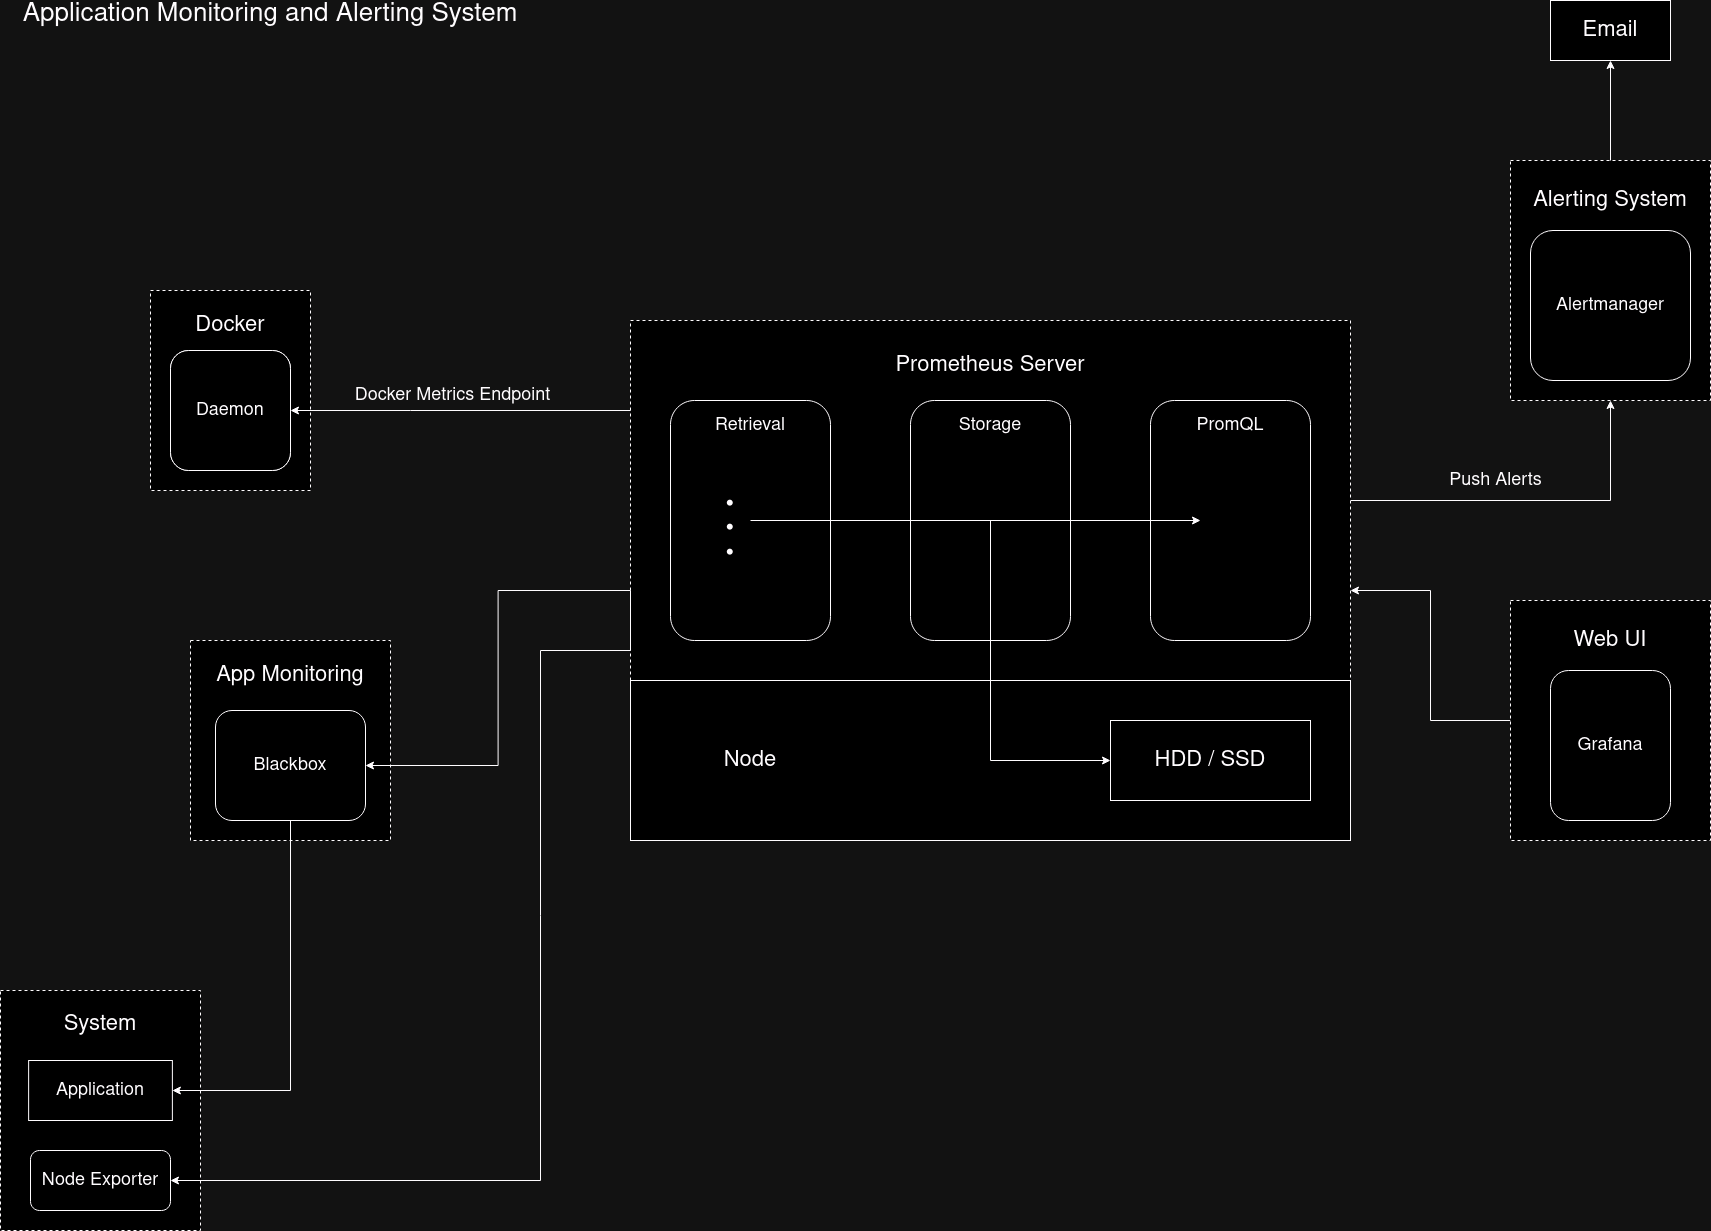 Application Monitoring and Alerting System
Email
Alerting System
Alertmanager
Docker
Daemon
Docker Metrics Endpoint
Prometheus Server
Retrieval
Storage
PromQL
Push Alerts
App Monitoring
Blackbox
Node
HDD / SSD
Web UI
Grafana
System
Application
Node Exporter